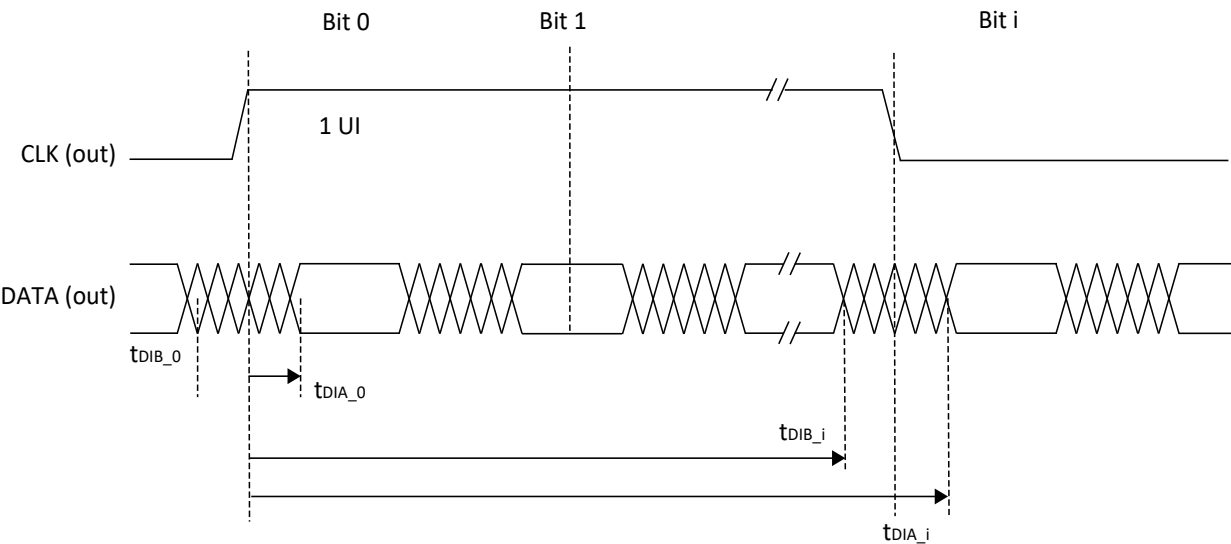 Bit 0
Bit 1
Bit i
1 UI
CLK (out)
DATA (out)
tDIB_0
tDIA_0
tDIB_i
tDIA_i